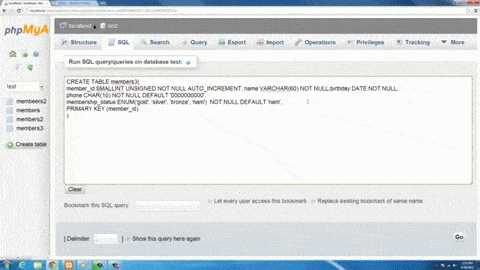 phpMyA
localhost ▸ test
Structure SQL Search Query Export Import Operations Privileges Tracking More
Run SQL query/queries on database test:
test
CREATE TABLE members3(
member_id SMALLINT UNSIGNED NOT NULL AUTO_INCREMENT, name VARCHAR(60) NOT NULL,birthday DATE NOT NULL,
phone CHAR(10) NOT NULL DEFAULT '0000000000',
membership_status ENUM('gold', 'silver', 'bronze', 'nam') NOT NULL DEFAULT 'nam',
PRIMARY KEY (member_id)
)
membeers2
members
members2
members3
Create table
Clear
Bookmark this SQL query: Let every user access this bookmark Replace existing bookmark of same name
[ Delimiter ] Show this query here again Go